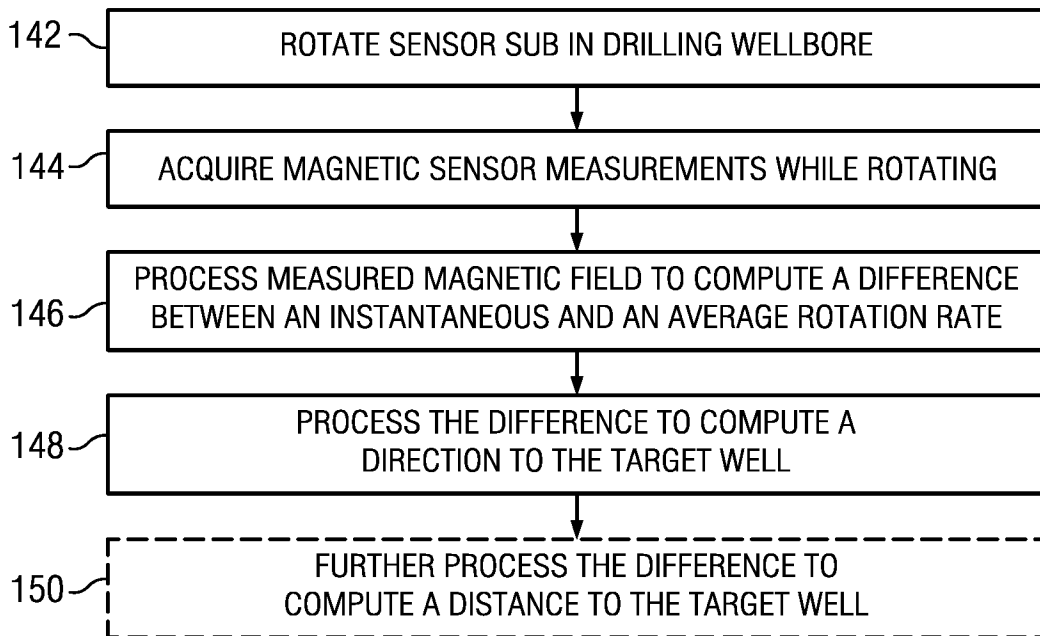 142
ROTATE SENSOR SUB IN DRILLING WELLBORE
144
ACQUIRE MAGNETIC SENSOR MEASUREMENTS WHILE ROTATING
146
PROCESS MEASURED MAGNETIC FIELD TO COMPUTE A DIFFERENCE
BETWEEN AN INSTANTANEOUS AND AN AVERAGE ROTATION RATE
148
PROCESS THE DIFFERENCE TO COMPUTE A
DIRECTION TO THE TARGET WELL
150
FURTHER PROCESS THE DIFFERENCE TO
COMPUTE A DISTANCE TO THE TARGET WELL